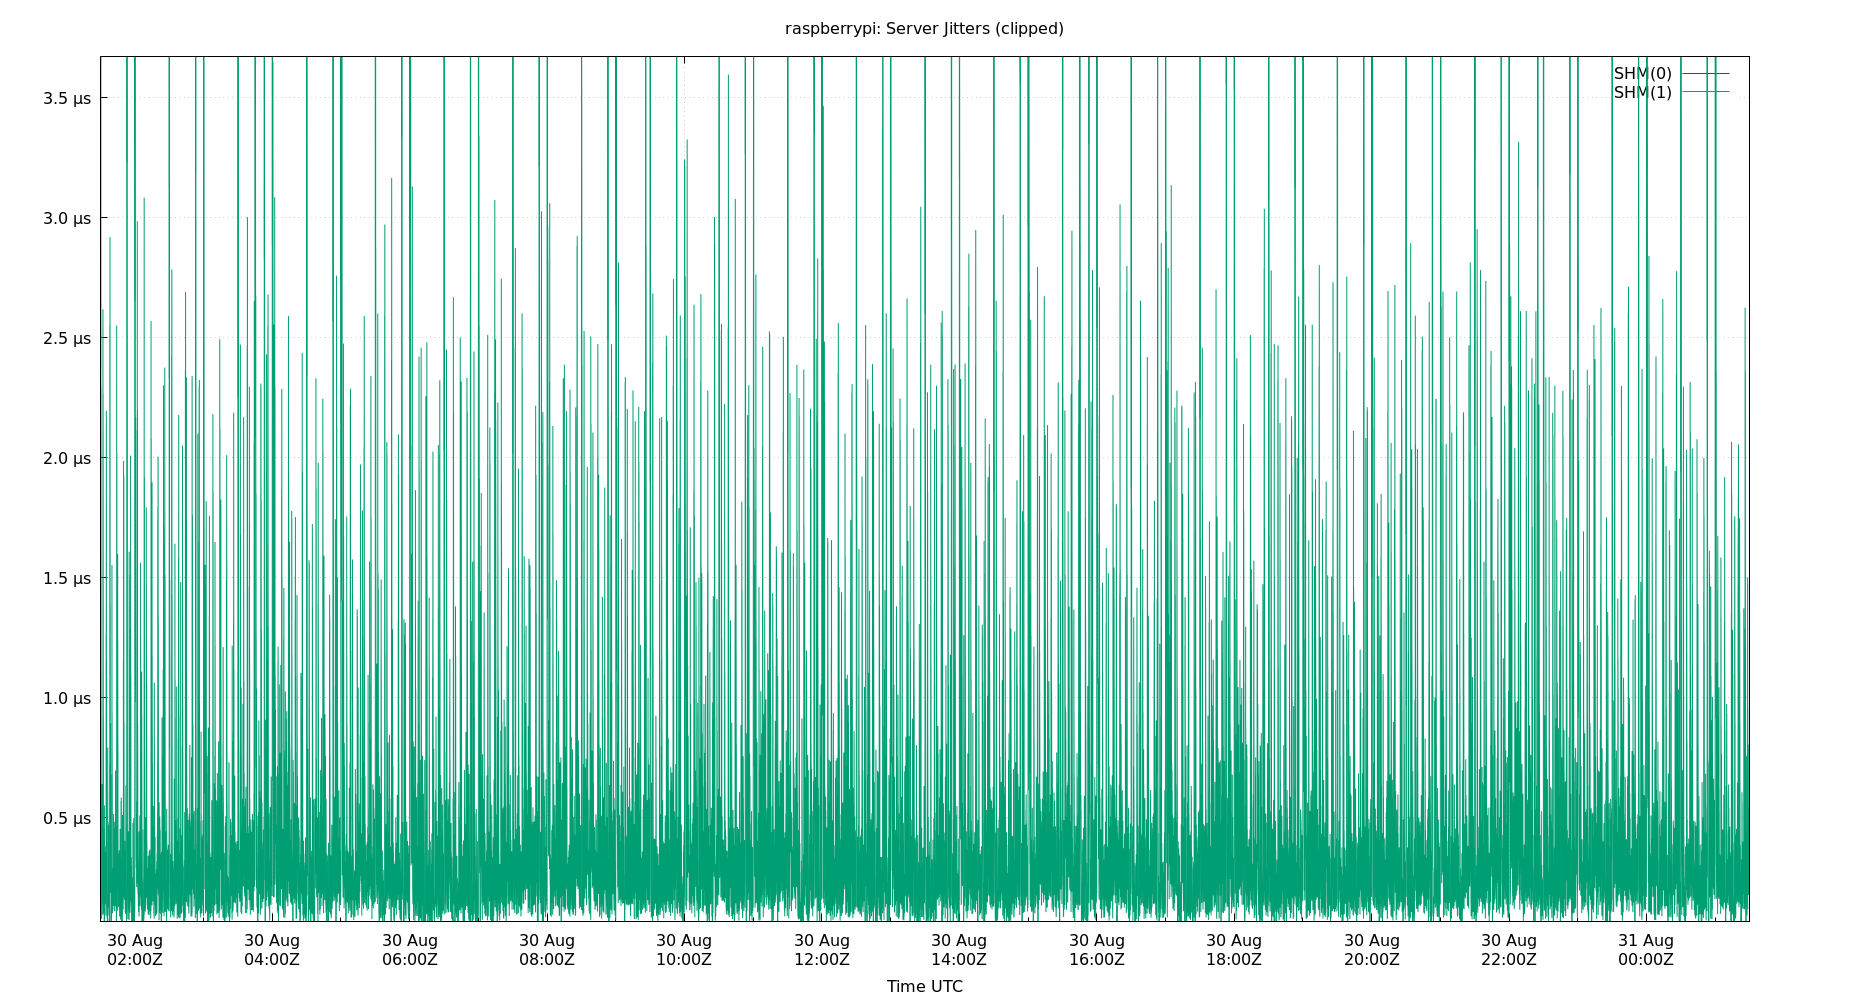 raspberrypi: Server Jitters (clipped)
SHM(0)
SHM(1)
3.5 µs
3.0 µs
2.5 µs
2.0 µs
1.5 µs
1.0 µs
0.5 µs
30 Aug 30 Aug 30 Aug 30 Aug 30 Aug 30 Aug 30 Aug 30 Aug 30 Aug 30 Aug 30 Aug 31 Aug
02:00Z 04:00Z 06:00Z 08:00Z 10:00Z 12:00Z 14:00Z 16:00Z 18:00Z 20:00Z 22:00Z 00:00Z
Time UTC